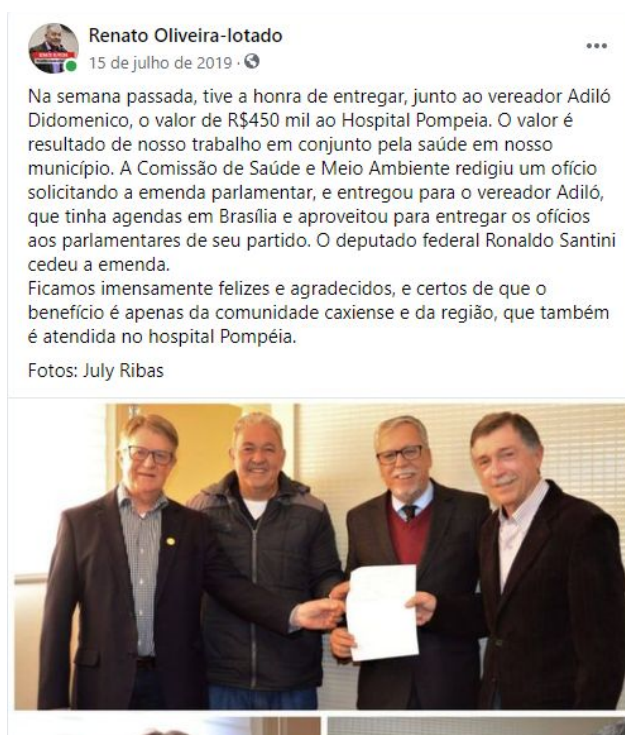 Renato Oliveira-lotado
15 de julho de 2019 ·
Na semana passada, tive a honra de entregar, junto ao vereador Adiló
Didomenico, o valor de R$450 mil ao Hospital Pompeia. O valor é
resultado de nosso trabalho em conjunto pela saúde em nosso
município. A Comissão de Saúde e Meio Ambiente redigiu um ofício
solicitando a emenda parlamentar, e entregou para o vereador Adiló,
que tinha agendas em Brasília e aproveitou para entregar os ofícios
aos parlamentares de seu partido. O deputado federal Ronaldo Santini
cedeu a emenda.
Ficamos imensamente felizes e agradecidos, e certos de que o
benefício é apenas da comunidade caxiense e da região, que também
é atendida no hospital Pompéia.
Fotos: July Ribas